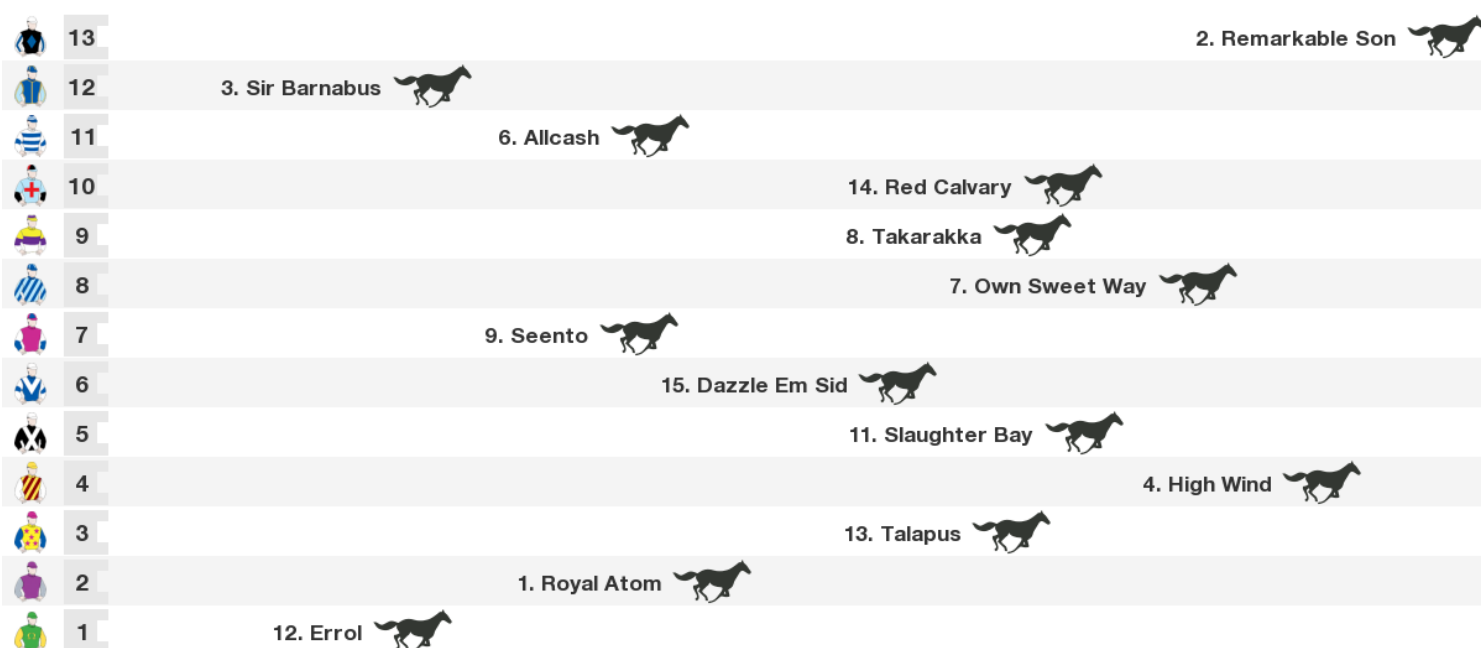 13 2. Remarkable Son
12 3. Sir Barnabus
11 6. Allcash
10 14. Red Calvary
9 8. Takarakka
8 7. Own Sweet Way
7 9. Seento
6 15. Dazzle Em Sid
5 11. Slaughter Bay
4 4. High Wind
3 13. Talapus
2 1. Royal Atom
1 12. Errol